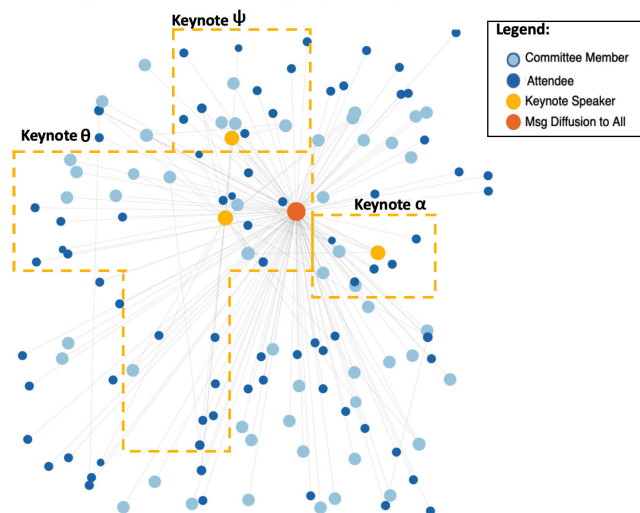 Keynote ψ
Legend:
Committee Member
Attendee
Keynote Speaker
Msg Diffusion to All
Keynote θ
Keynote α